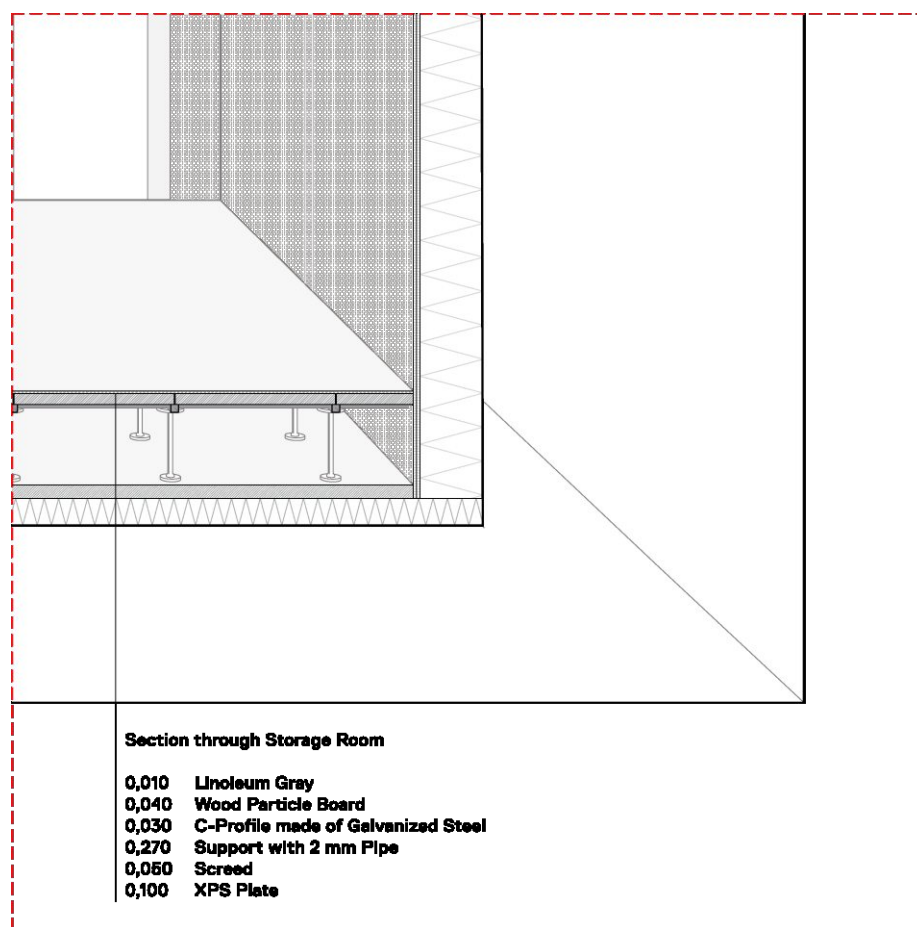 Section through Storage Room
0,010 Linoleum Gray
0,040 Wood Particle Board
0,030 C-Profile made of Galvanized Steel
0,270 Support with 2 mm Pipe
0,050 Screed
0,100 XPS Plate